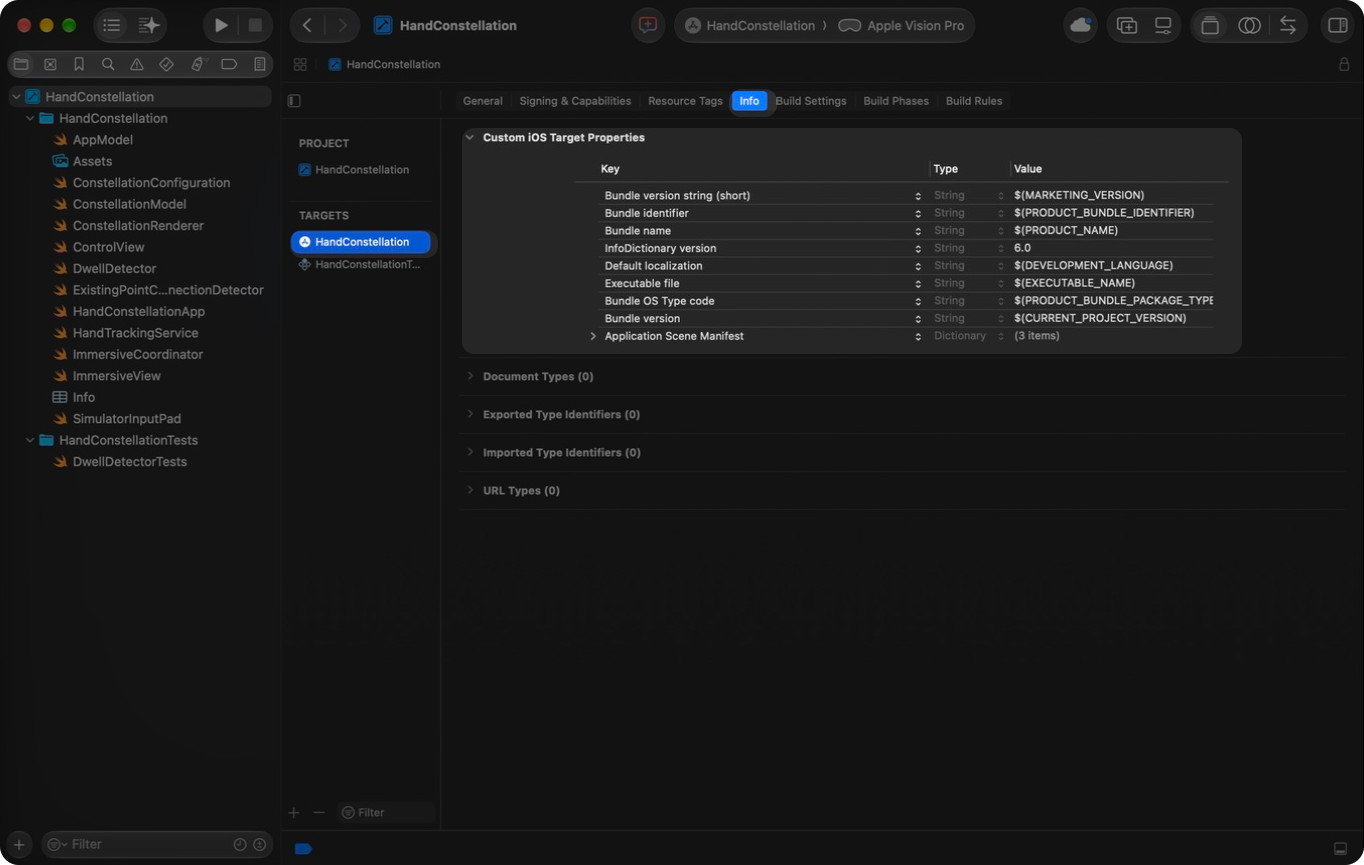 HandConstellation
HandConstellation 〉 Apple Vision Pro
HandConstellation
HandConstellation
HandConstellation
AppModel
Assets
ConstellationConfiguration
ConstellationModel
ConstellationRenderer
ControlView
DwellDetector
ExistingPointC...nectionDetector
HandConstellationApp
HandTrackingService
ImmersiveCoordinator
ImmersiveView
Info
SimulatorInputPad
HandConstellationTests
DwellDetectorTests
Filter
General Signing & Capabilities Resource Tags Info Build Settings Build Phases Build Rules
PROJECT
HandConstellation
TARGETS
HandConstellation
HandConstellationT...
Filter
Custom iOS Target Properties
Key Type Value
Bundle version string (short) String $(MARKETING_VERSION)
Bundle identifier String $(PRODUCT_BUNDLE_IDENTIFIER)
Bundle name String $(PRODUCT_NAME)
InfoDictionary version String 6.0
Default localization String $(DEVELOPMENT_LANGUAGE)
Executable file String $(EXECUTABLE_NAME)
Bundle OS Type code String $(PRODUCT_BUNDLE_PACKAGE_TYPE
Bundle version String $(CURRENT_PROJECT_VERSION)
Application Scene Manifest Dictionary (3 items)
Document Types (0)
Exported Type Identifiers (0)
Imported Type Identifiers (0)
URL Types (0)